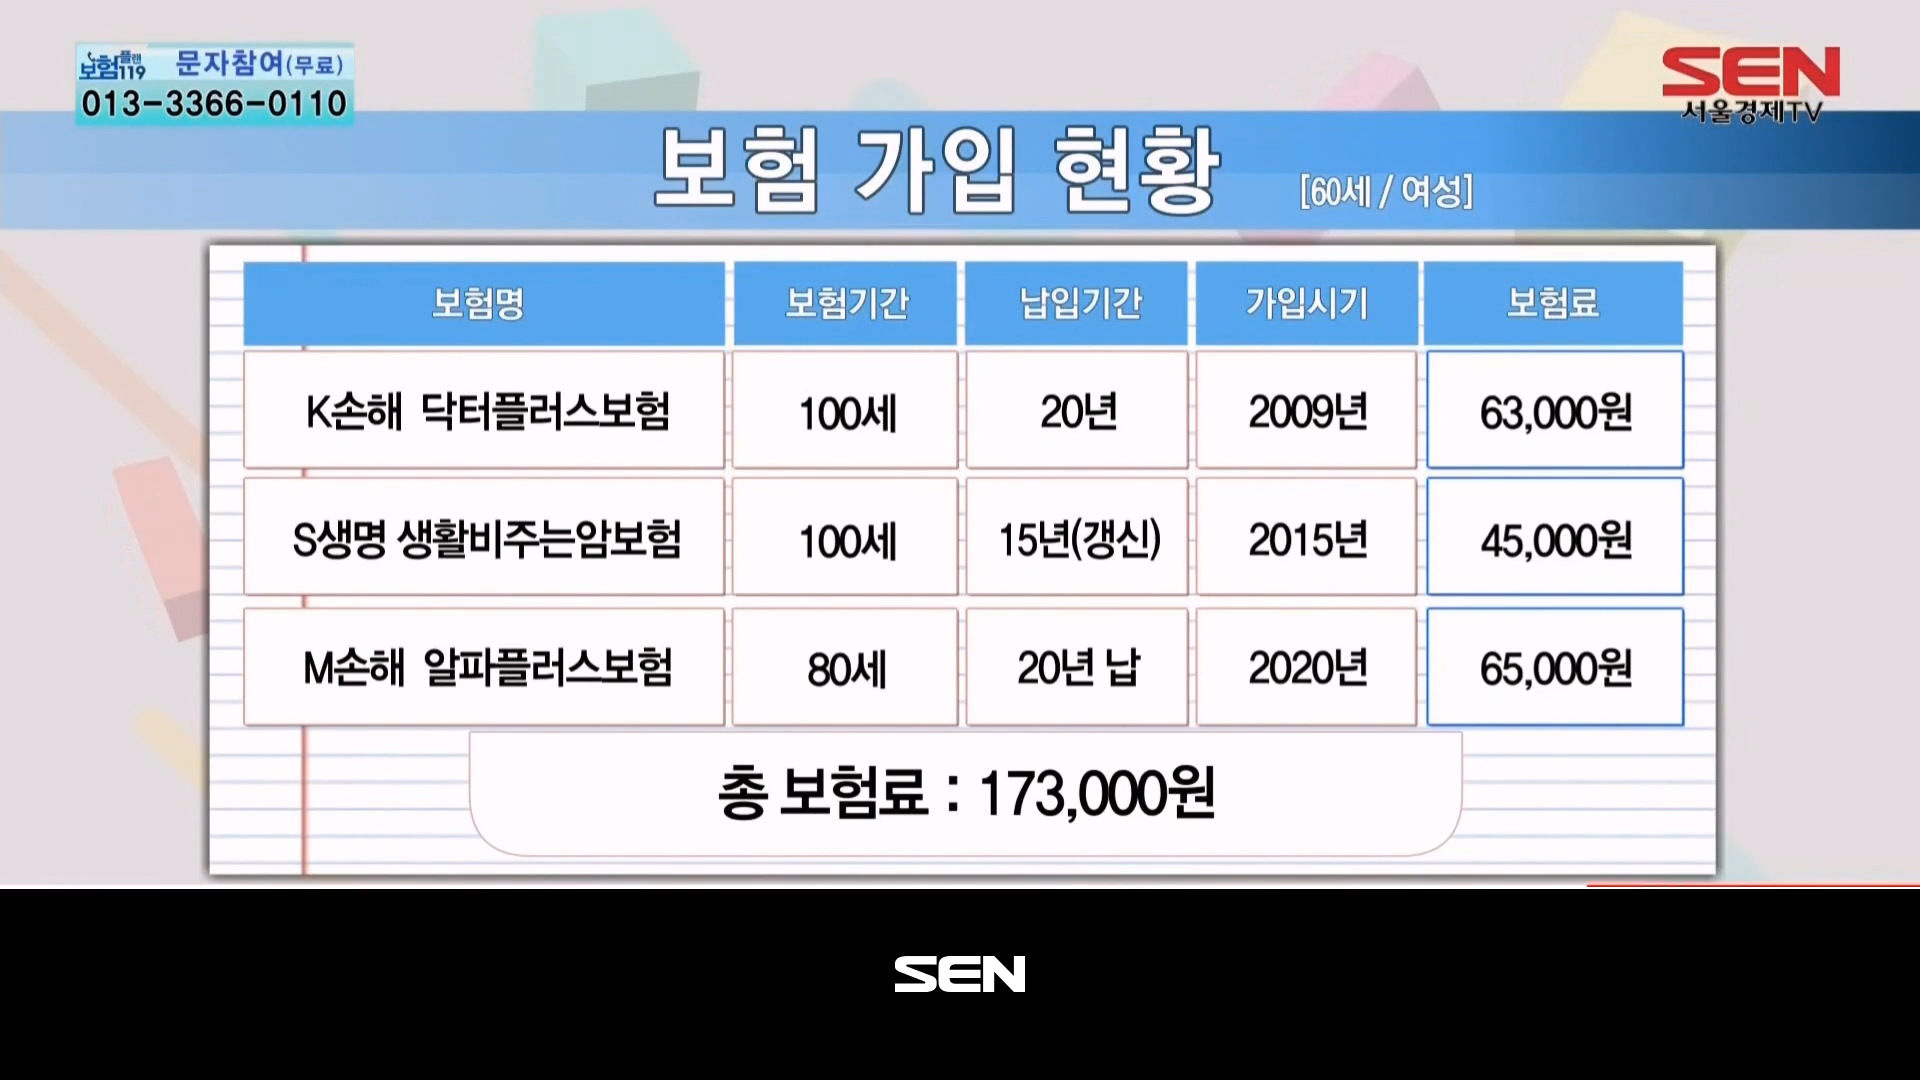 보험플랜119 문자참여(무료)
013-3366-0110
SEN
서울경제TV
보험 가입 현황 [60세 / 여성]
보험명 보험기간 납입기간 가입시기 보험료
K손해 닥터플러스보험 100세 20년 2009년 63,000원
S생명 생활비주는암보험 100세 15년(갱신) 2015년 45,000원
M손해 알파플러스보험 80세 20년 납 2020년 65,000원
총 보험료 : 173,000원
SEN